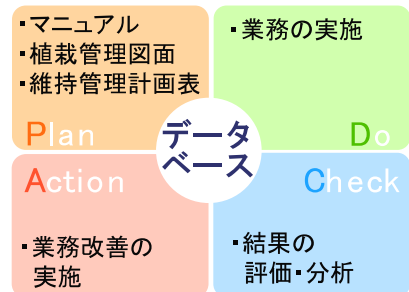 ・マニュアル
・植栽管理図面
・維持管理計画表
Plan
・業務の実施
Do
データ
ベース
Action
・業務改善の
実施
Check
・結果の
評価・分析